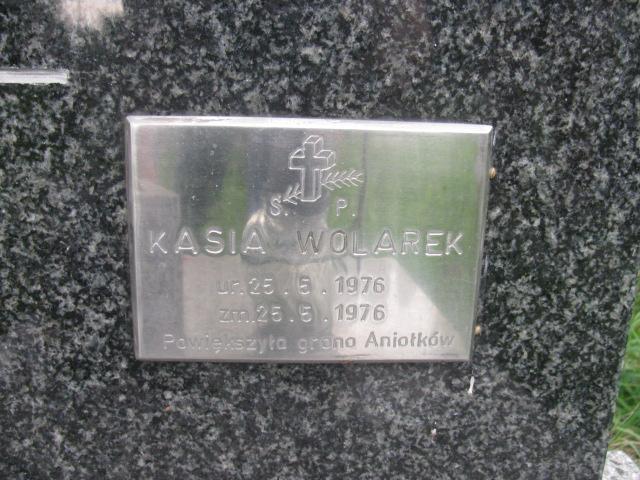 Ś. P.
KASIA WOLAREK
ur. 25.5.1976
zm. 25.5.1976
Powiększyła grono Aniołków